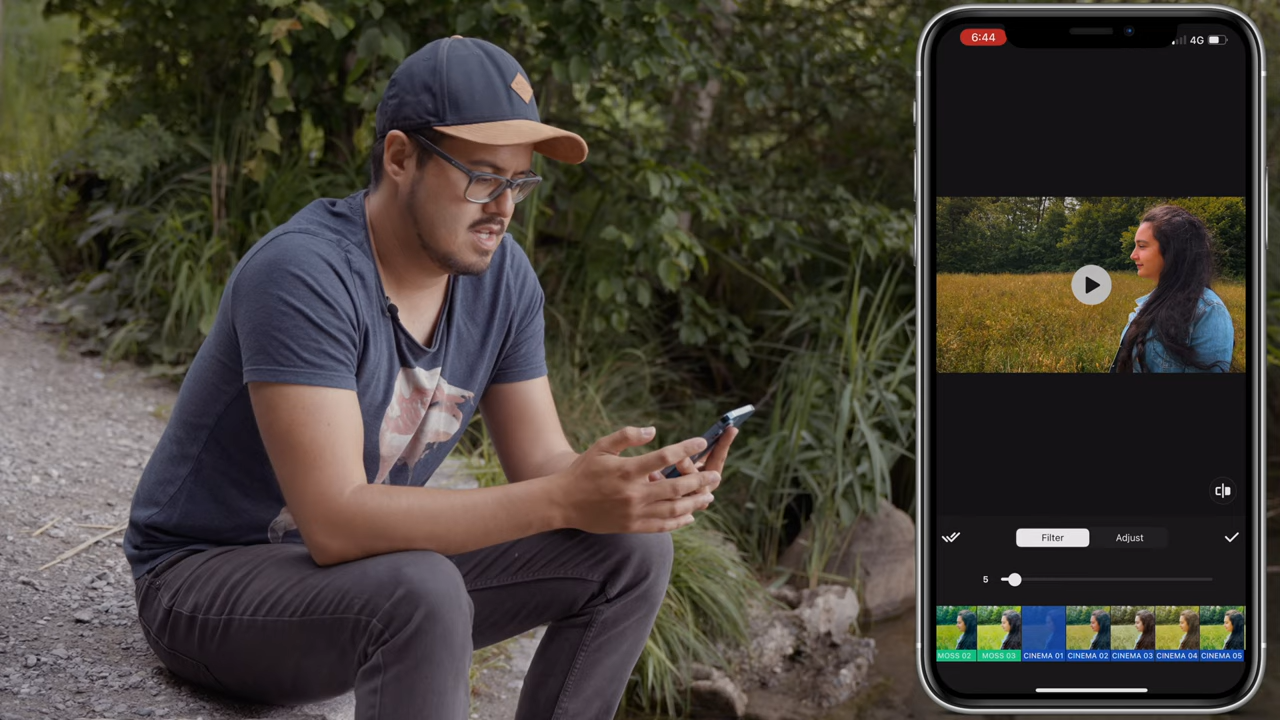 6:44
4G
Filter
Adjust
5
MOSS 02
MOSS 03
CINEMA 01
CINEMA 02
CINEMA 03
CINEMA 04
CINEMA 05